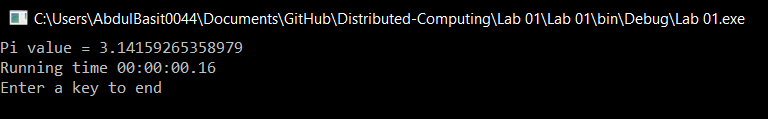 C:\Users\AbdulBasit0044\Documents\GitHub\Distributed-Computing\Lab 01\Lab 01\bin\Debug\Lab 01.exe
Pi value = 3.14159265358979
Running time 00:00:00.16
Enter a key to end